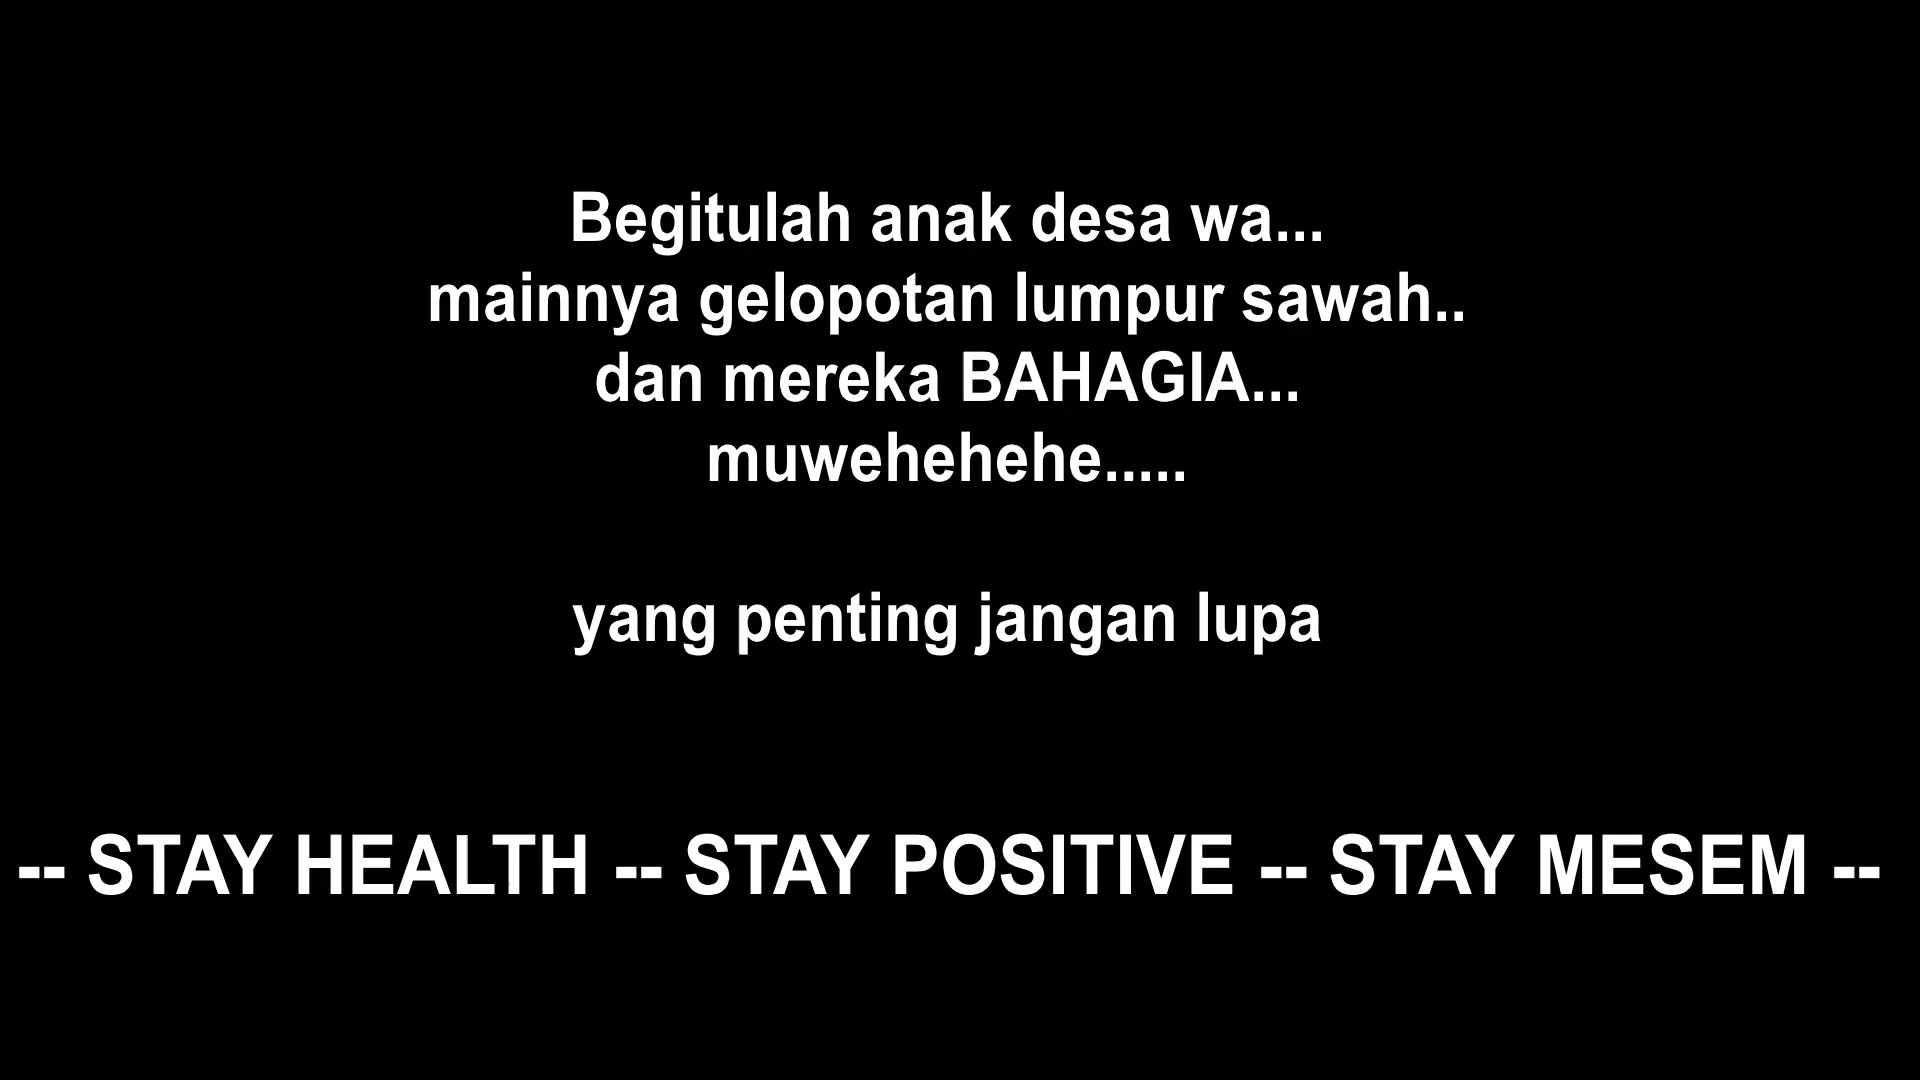 Begitulah anak desa wa...
mainnya gelopotan lumpur sawah..
dan mereka BAHAGIA...
muwehehehe.....
yang penting jangan lupa
-- STAY HEALTH -- STAY POSITIVE -- STAY MESEM --